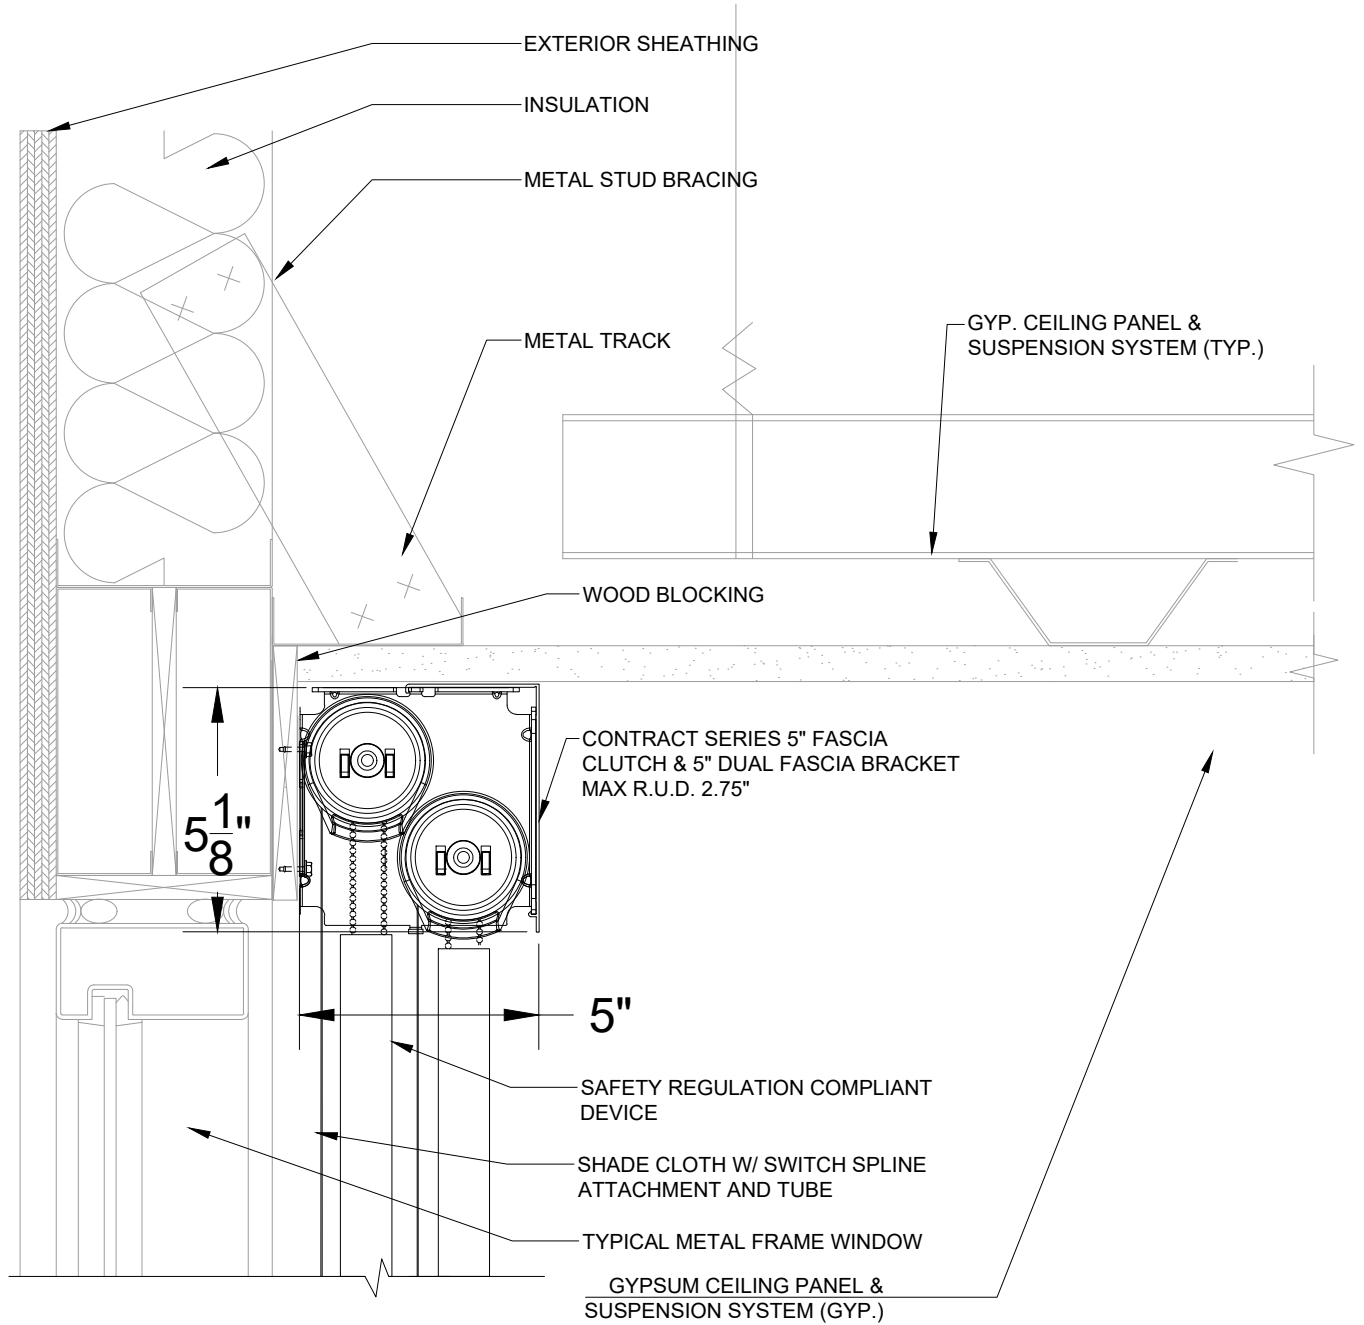 EXTERIOR SHEATHING
INSULATION
METAL STUD BRACING
GYP. CEILING PANEL &
SUSPENSION SYSTEM (TYP.)
METAL TRACK
WOOD BLOCKING
CONTRACT SERIES 5" FASCIA
CLUTCH & 5" DUAL FASCIA BRACKET
MAX R.U.D. 2.75"
5 1/8"
5"
SAFETY REGULATION COMPLIANT
DEVICE
SHADE CLOTH W/ SWITCH SPLINE
ATTACHMENT AND TUBE
TYPICAL METAL FRAME WINDOW
GYPSUM CEILING PANEL &
SUSPENSION SYSTEM (GYP.)